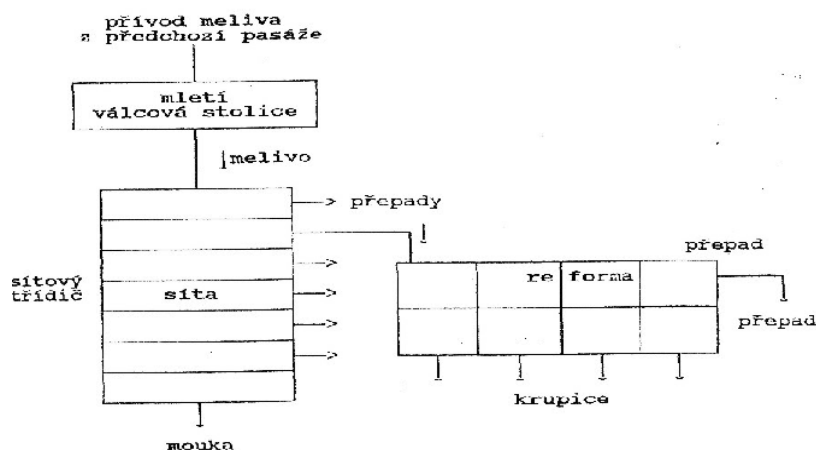 přívod meliva
z předchozí pasáže
mletí
válcová stolice
melivo
přepady
přepad
sítový
třídič
síta
re forma
přepad
krupice
mouka